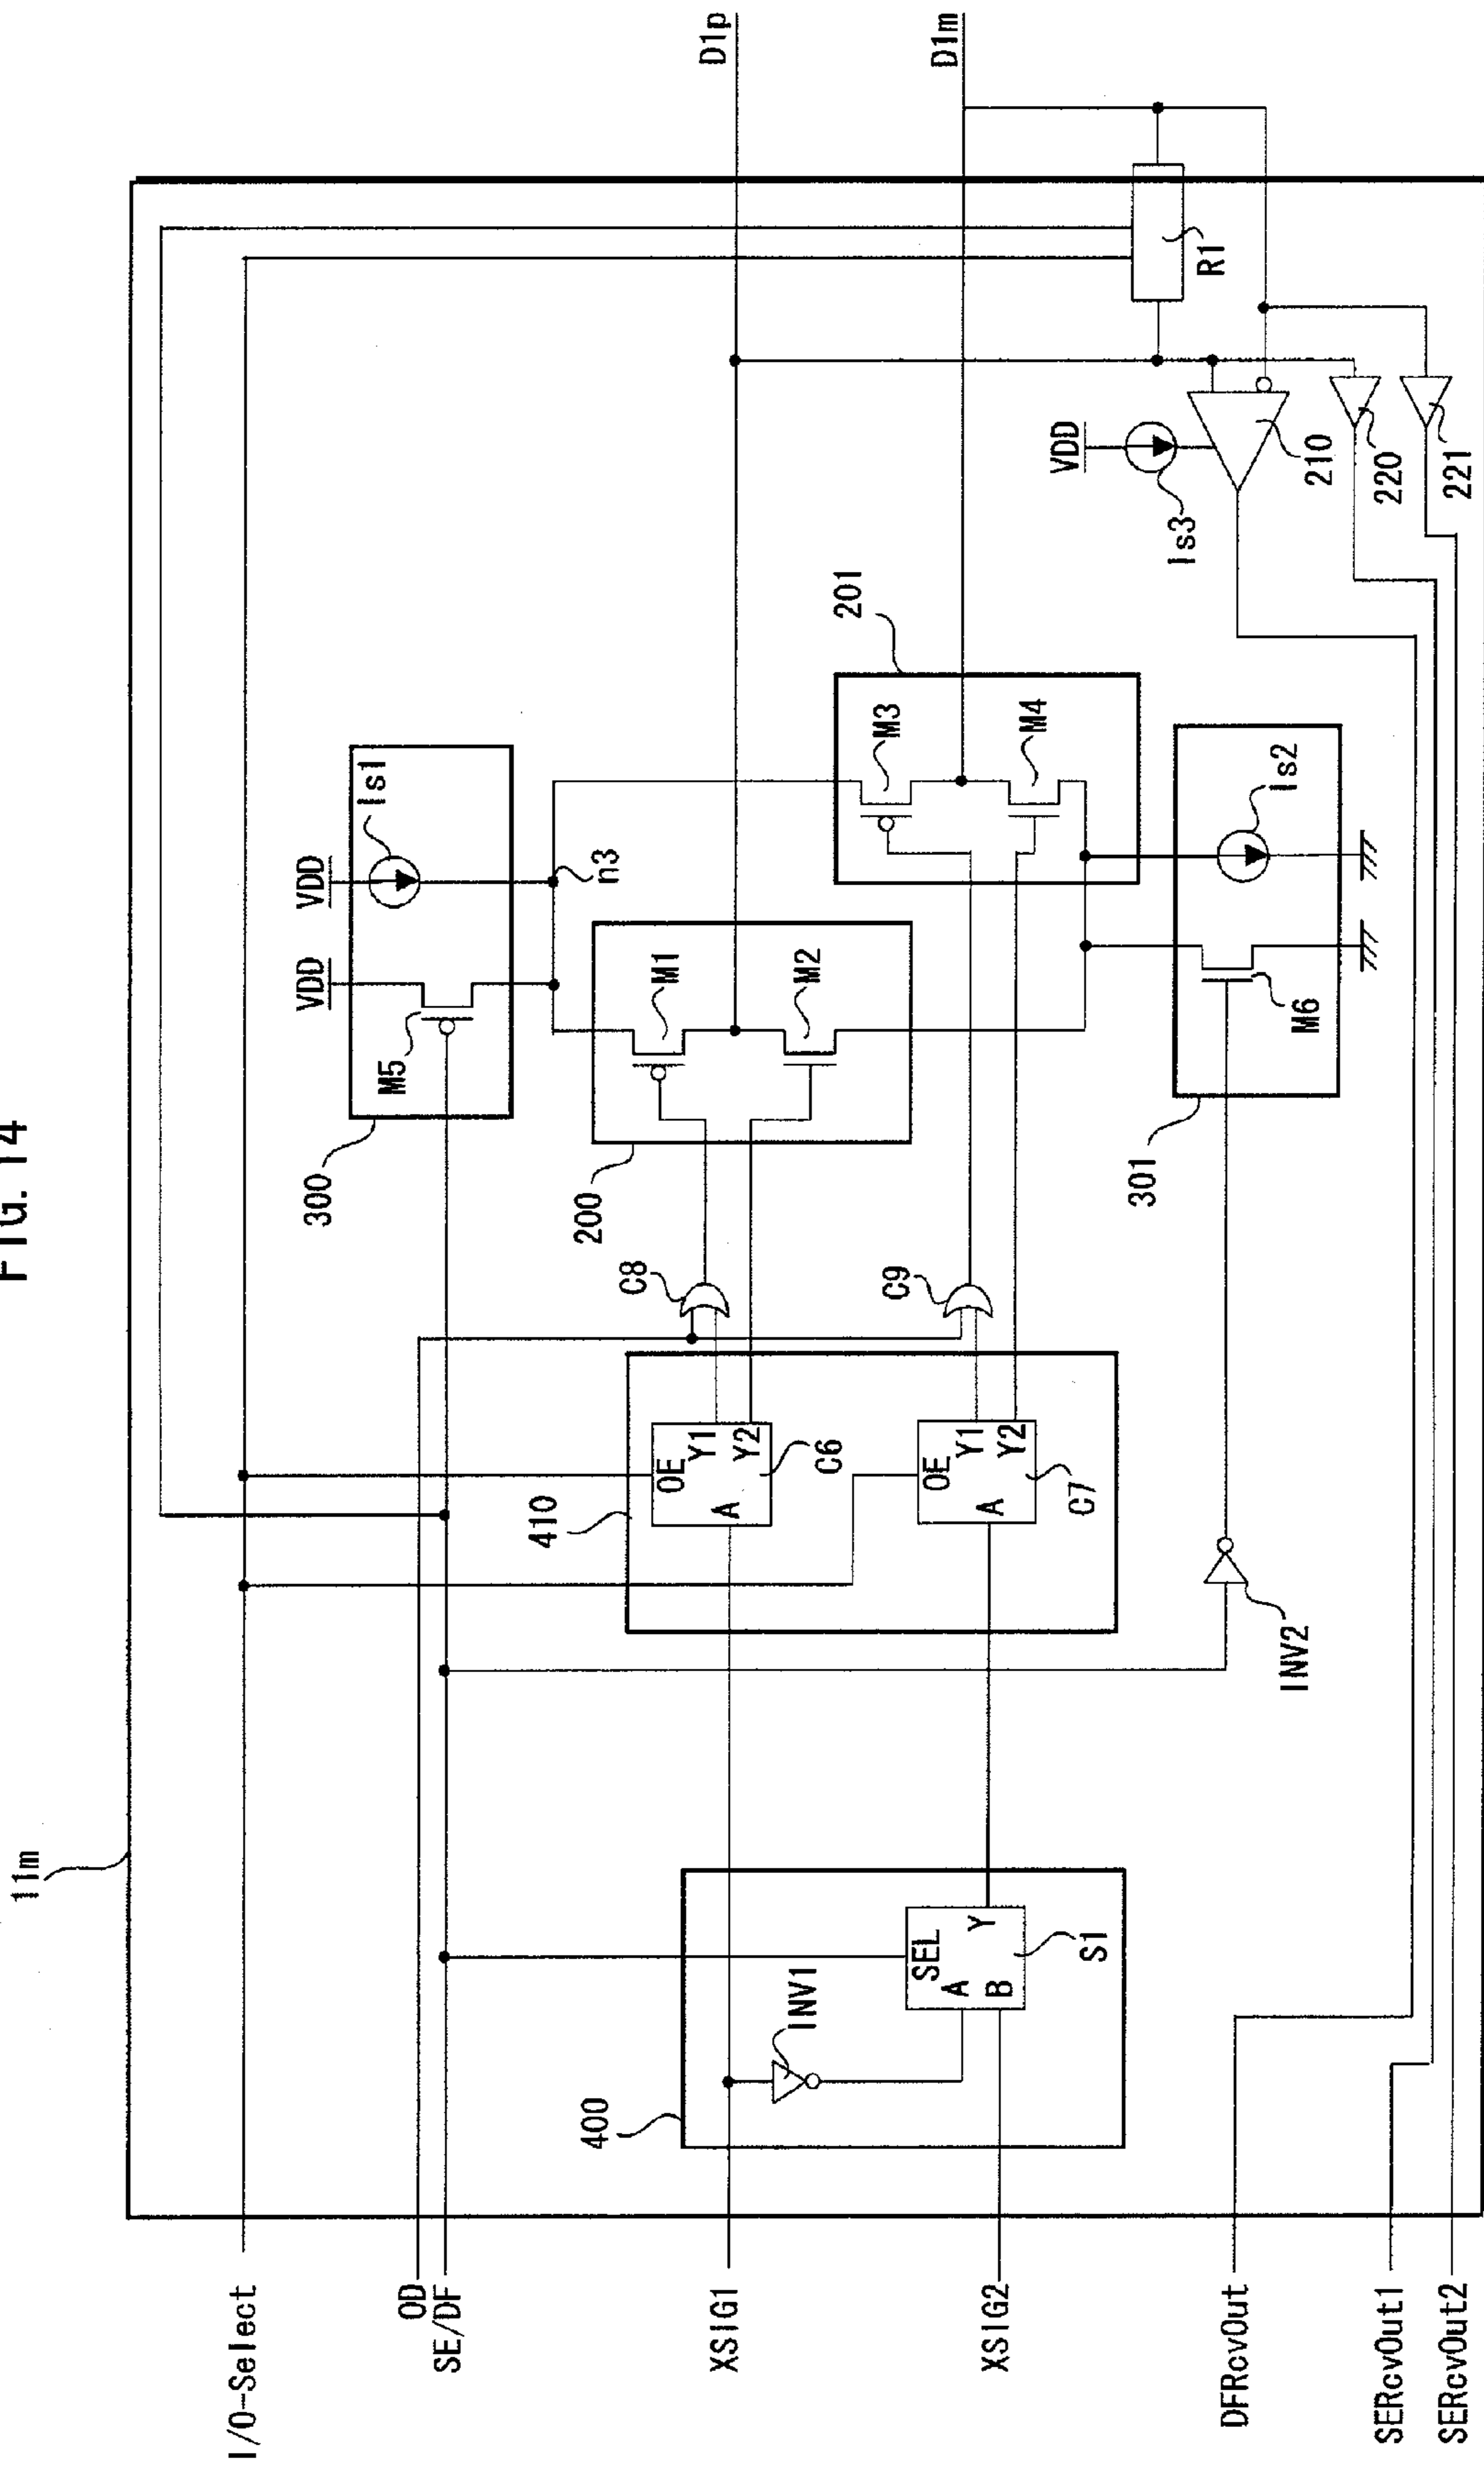 FIG. 14
11m
I/O-Select
OD
SE/DF
XSIG1
XSIG2
DFRcvOut
SERcvOut1
SERcvOut2
400
INV1
SEL
A
B
Y
S1
410
OE
A
Y1
Y2
C6
OE
A
Y1
Y2
C7
INV2
C8
C9
300
VDD
VDD
M5
Is1
n3
200
M1
M2
201
M3
M4
301
M6
Is2
VDD
Is3
210
220
221
R1
D1p
D1m